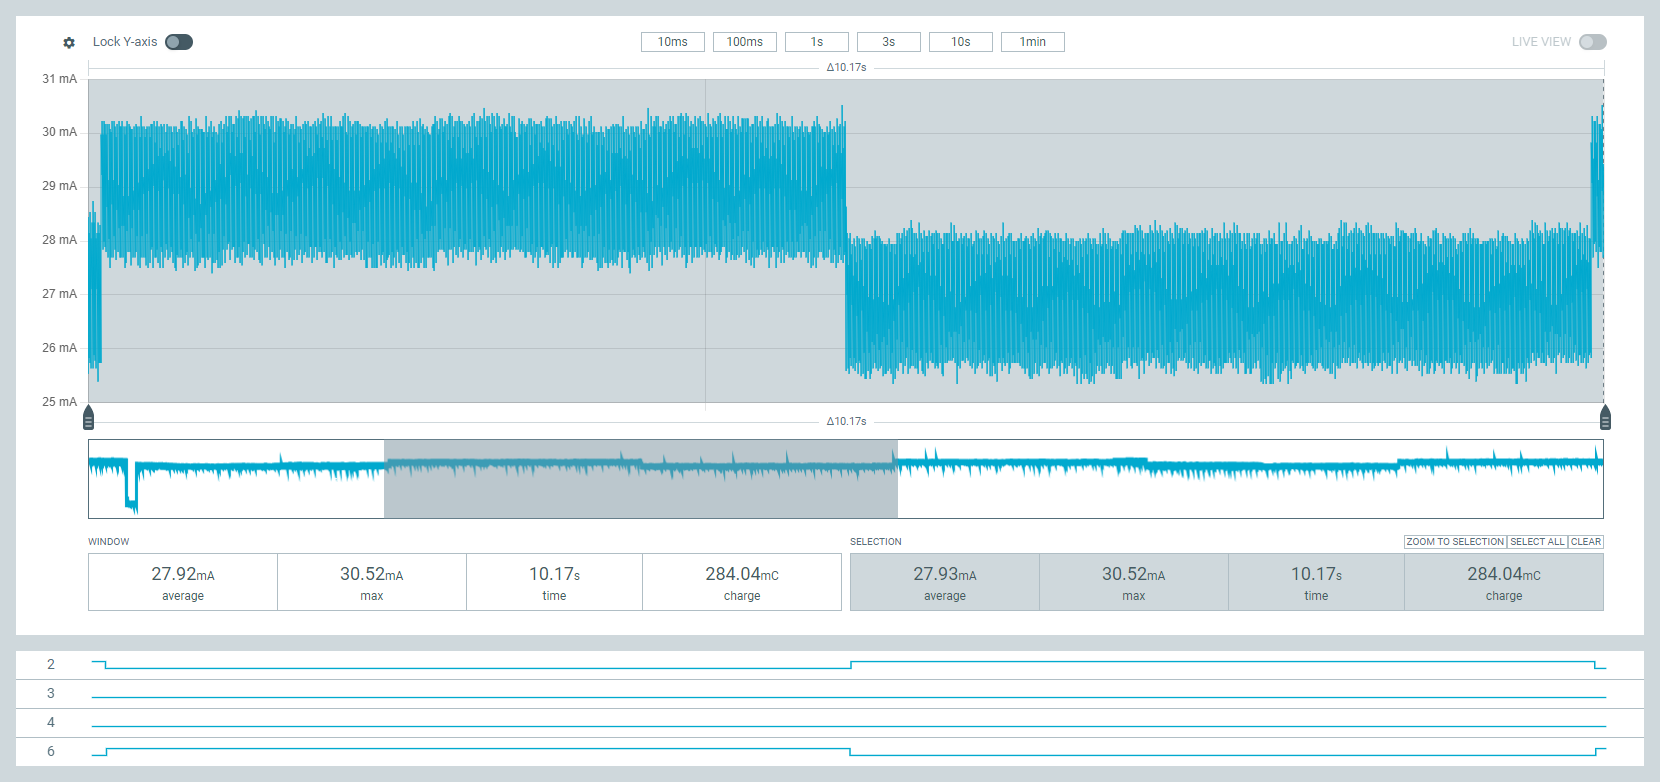 Lock Y-axis 10ms 100ms 1s 3s 10s 1min LIVE VIEW
Δ10.17s
31 mA
30 mA
29 mA
28 mA
27 mA
26 mA
25 mA
Δ10.17s
WINDOW SELECTION ZOOM TO SELECTION SELECT ALL CLEAR
27.92mA 30.52mA 10.17s 284.04mC 27.93mA 30.52mA 10.17s 284.04mC
average max time charge average max time charge
2
3
4
6